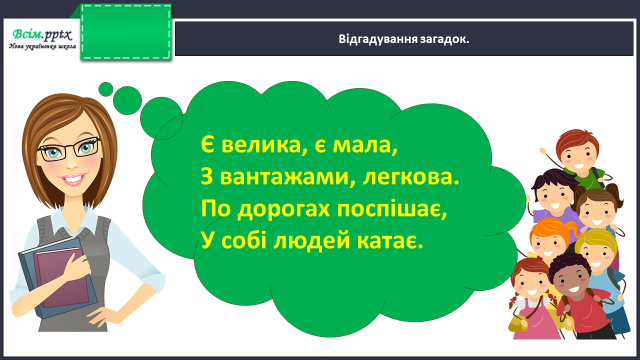 Всім.pptx
Нова українська школа
Відгадування загадок.
Є велика, є мала,
З вантажами, легкова.
По дорогах поспішає,
У собі людей катає.